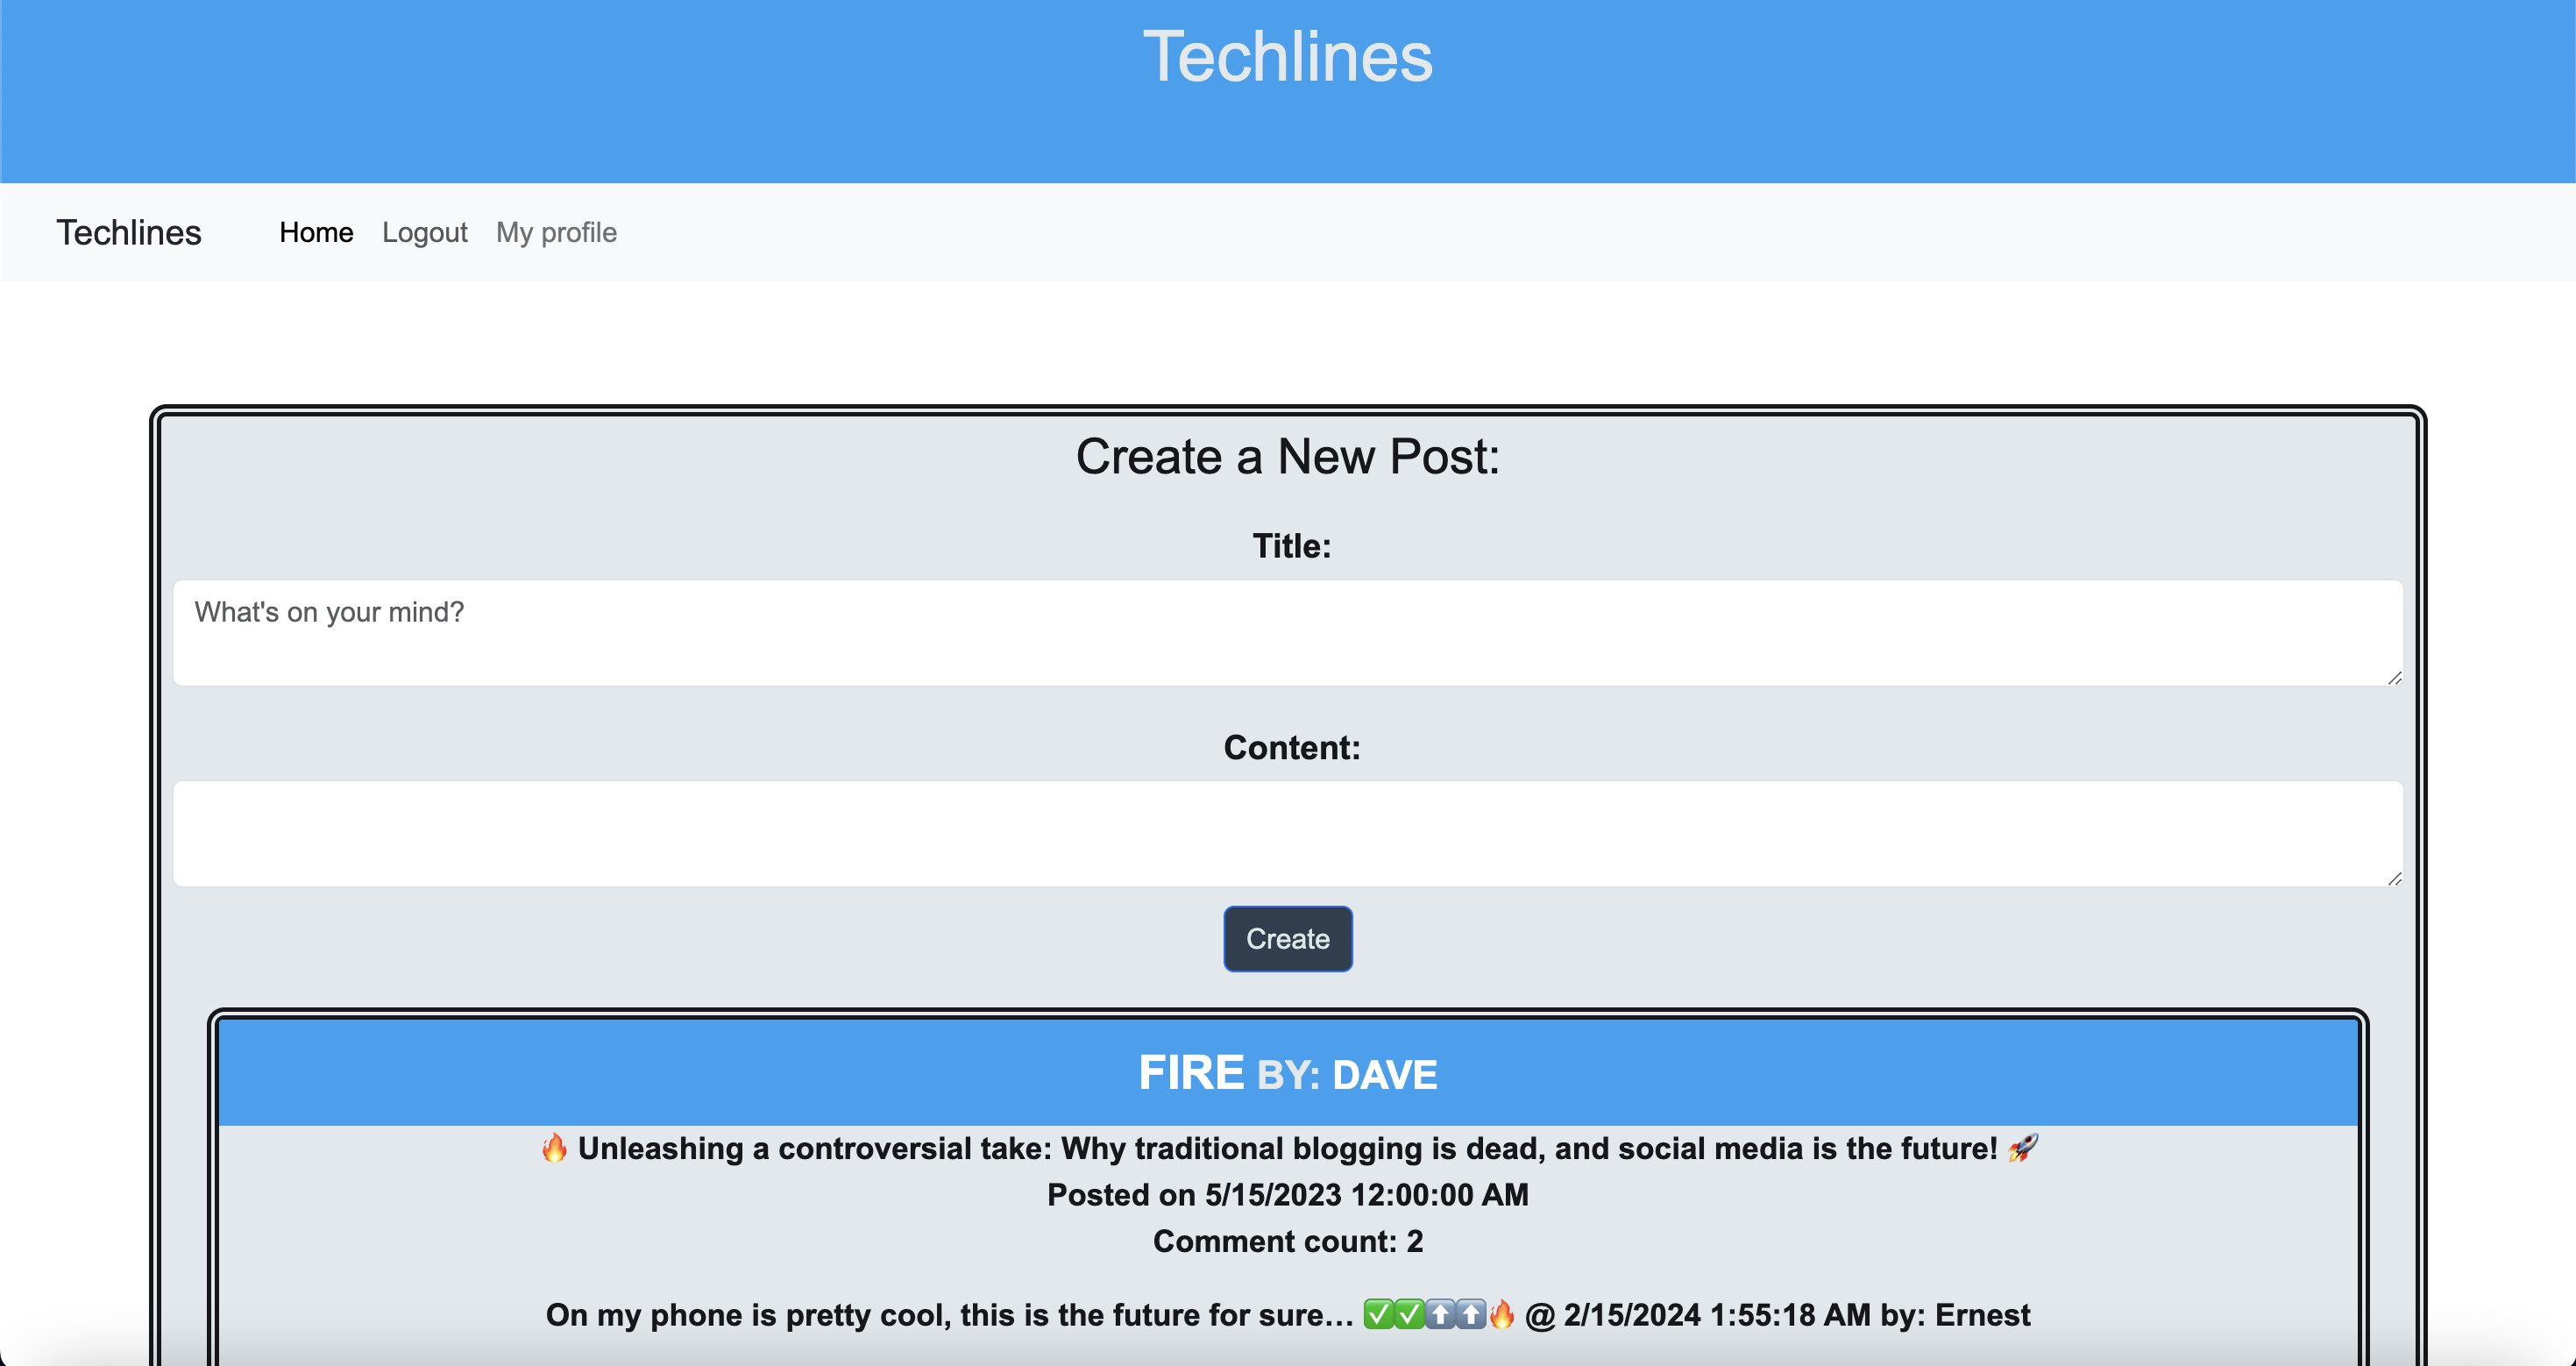 Techlines
Techlines Home Logout My profile
Create a New Post:
Title:
What's on your mind?
Content:
Create
FIRE BY: DAVE
🔥 Unleashing a controversial take: Why traditional blogging is dead, and social media is the future! 🚀
Posted on 5/15/2023 12:00:00 AM
Comment count: 2
On my phone is pretty cool, this is the future for sure... ✅✅⬆️⬆️🔥 @ 2/15/2024 1:55:18 AM by: Ernest